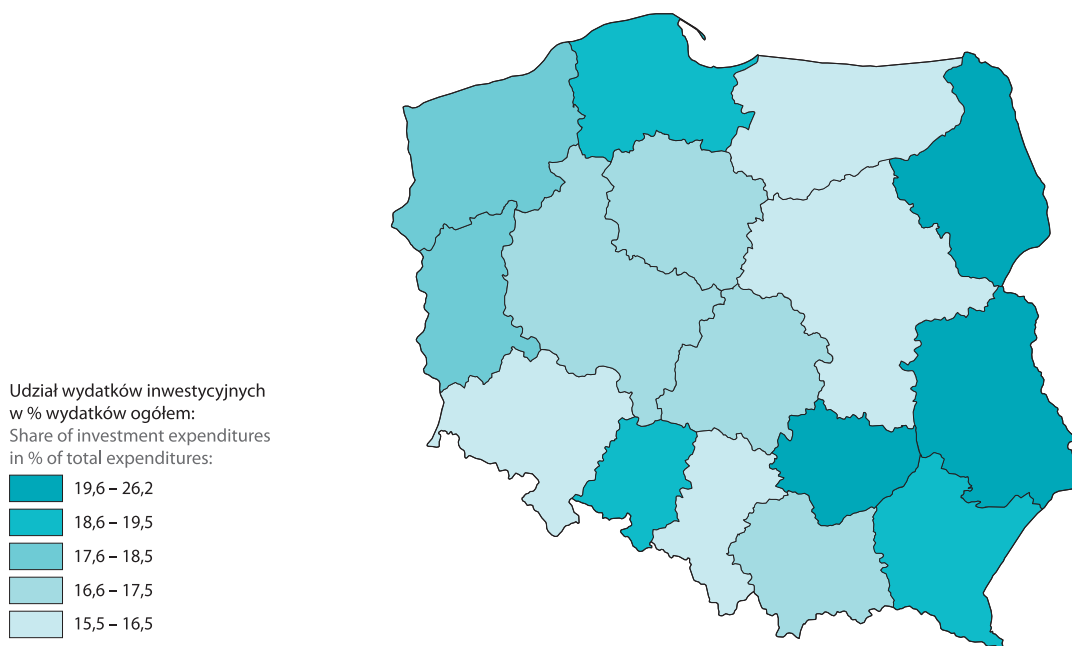 Udział wydatków inwestycyjnych
w % wydatków ogółem:
Share of investment expenditures
in % of total expenditures:
19,6 – 26,2
18,6 – 19,5
17,6 – 18,5
16,6 – 17,5
15,5 – 16,5